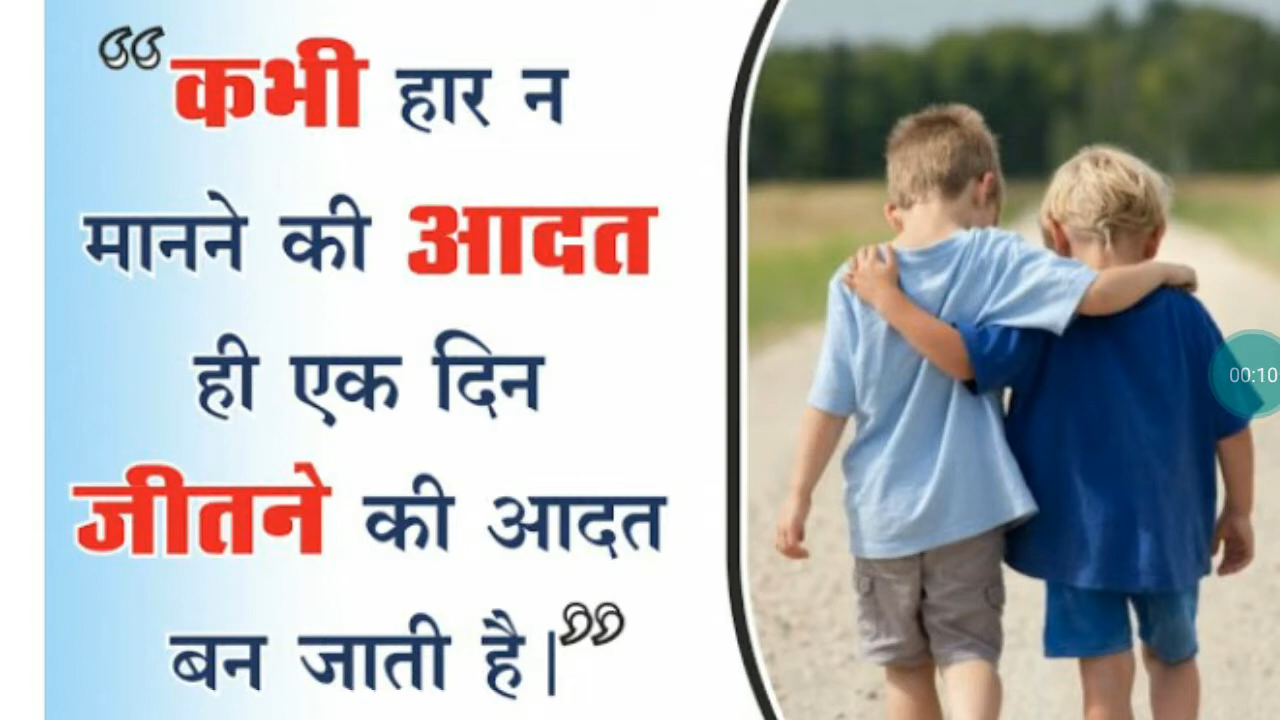 “कभी हार न
मानने की आदत
ही एक दिन
जीतने की आदत
बन जाती है|”
00:10